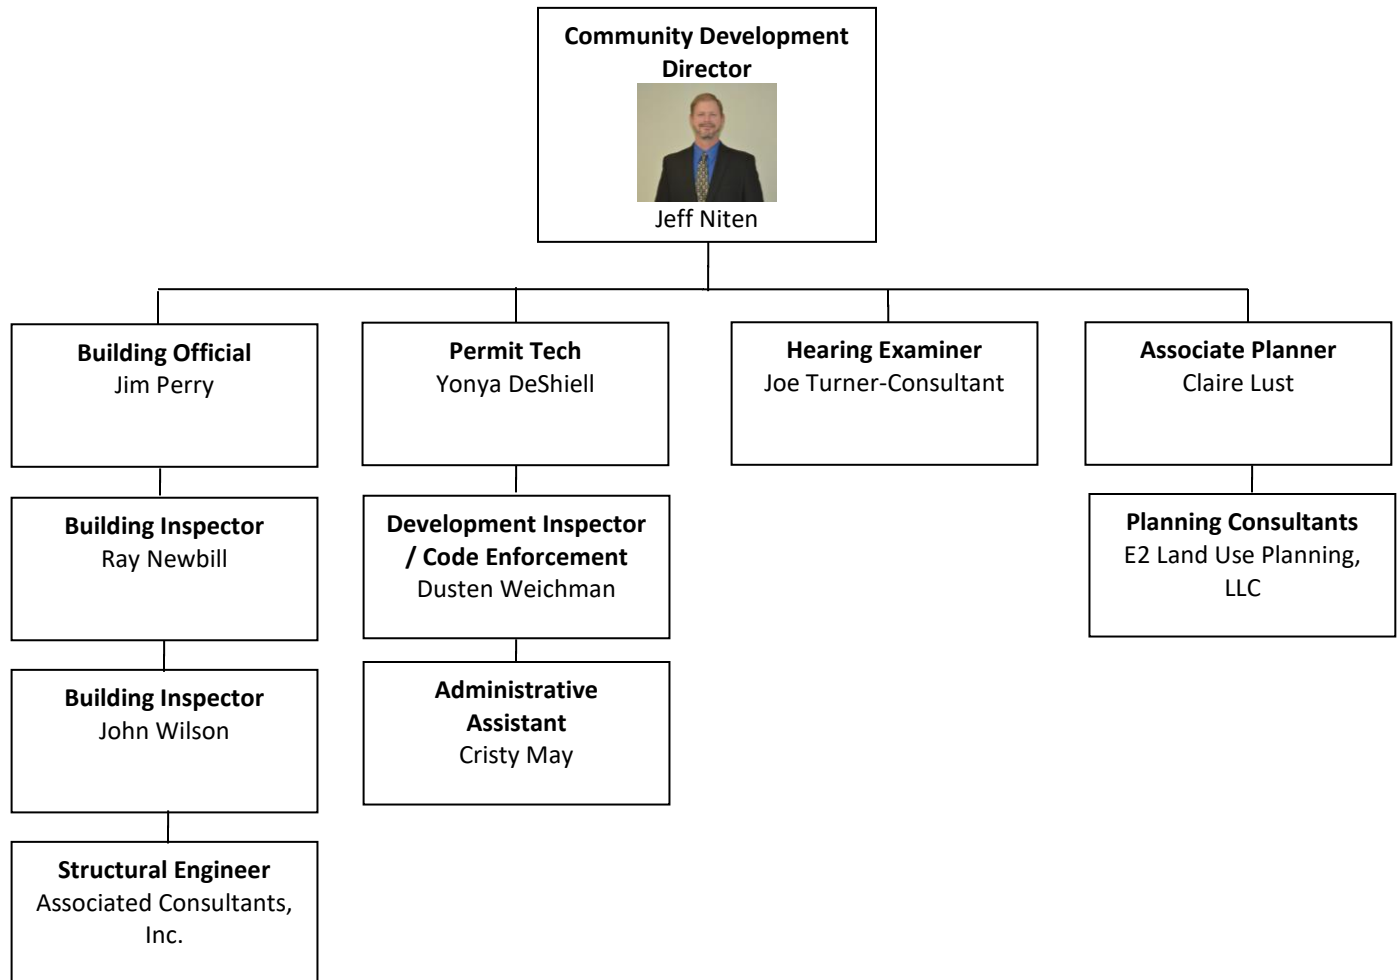 Community Development
Director
Jeff Niten
Building Official
Jim Perry
Permit Tech
Yonya DeShiell
Hearing Examiner
Joe Turner-Consultant
Associate Planner
Claire Lust
Building Inspector
Ray Newbill
Development Inspector
/ Code Enforcement
Dusten Weichman
Planning Consultants
E2 Land Use Planning,
LLC
Building Inspector
John Wilson
Administrative
Assistant
Cristy May
Structural Engineer
Associated Consultants,
Inc.